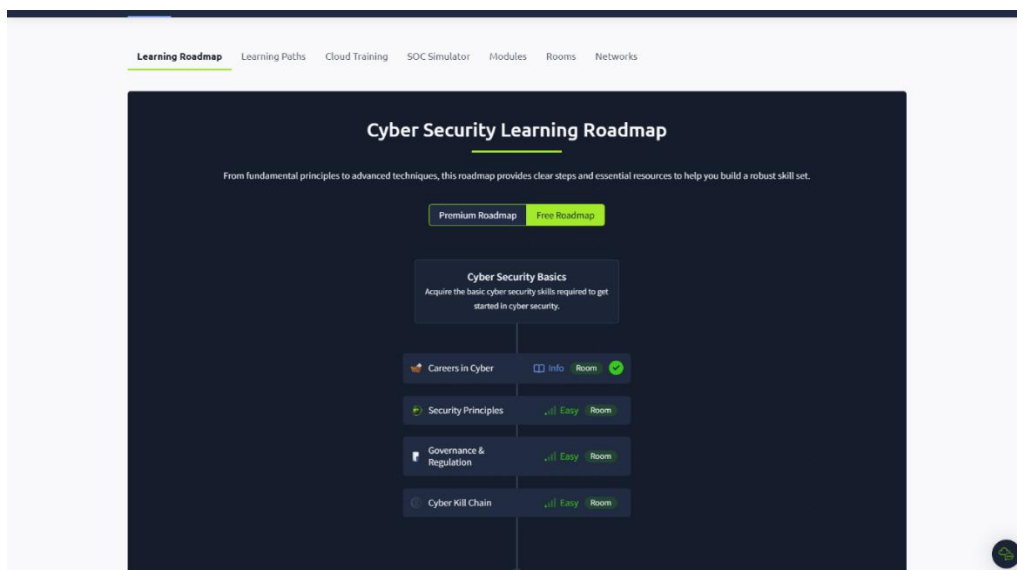 Learning Roadmap Learning Paths Cloud Training SOC Simulator Modules Rooms Networks
Cyber Security Learning Roadmap
From fundamental principles to advanced techniques, this roadmap provides clear steps and essential resources to help you build a robust skill set.
Premium Roadmap Free Roadmap
Cyber Security Basics
Acquire the basic cyber security skills required to get
started in cyber security.
Careers in Cyber Info Room
Security Principles Easy Room
Governance &
Regulation Easy Room
Cyber Kill Chain Easy Room